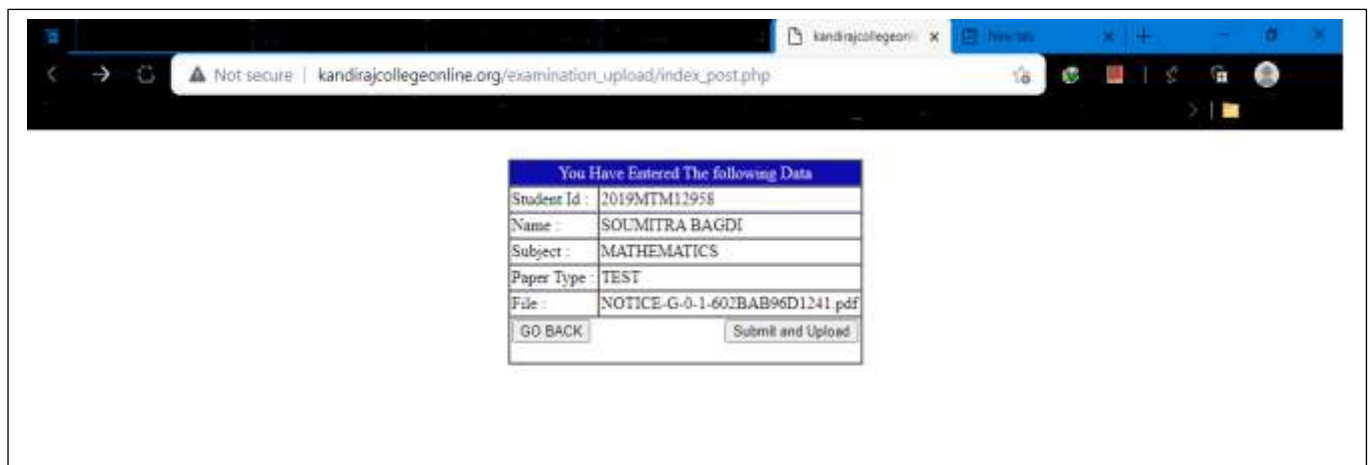 kandirajcollegeonli
New tab
Not secure | kandirajcollegeonline.org/examination_upload/index_post.php
You Have Entered The following Data
Student Id : 2019MTM12958
Name : SOUMITRA BAGDI
Subject : MATHEMATICS
Paper Type : TEST
File : NOTICE-G-0-1-602BAB96D1241.pdf
GO BACK Submit and Upload